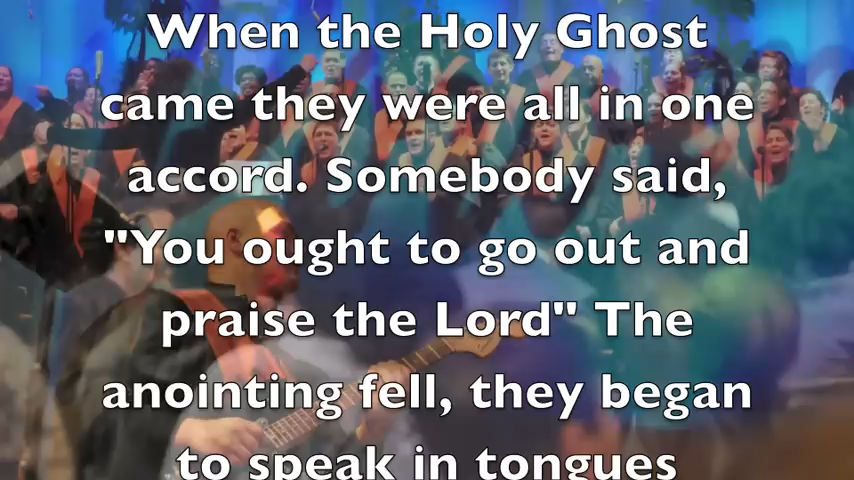 When the Holy Ghost
came they were all in one
accord. Somebody said,
"You ought to go out and
praise the Lord" The
anointing fell, they began
to speak in tongues